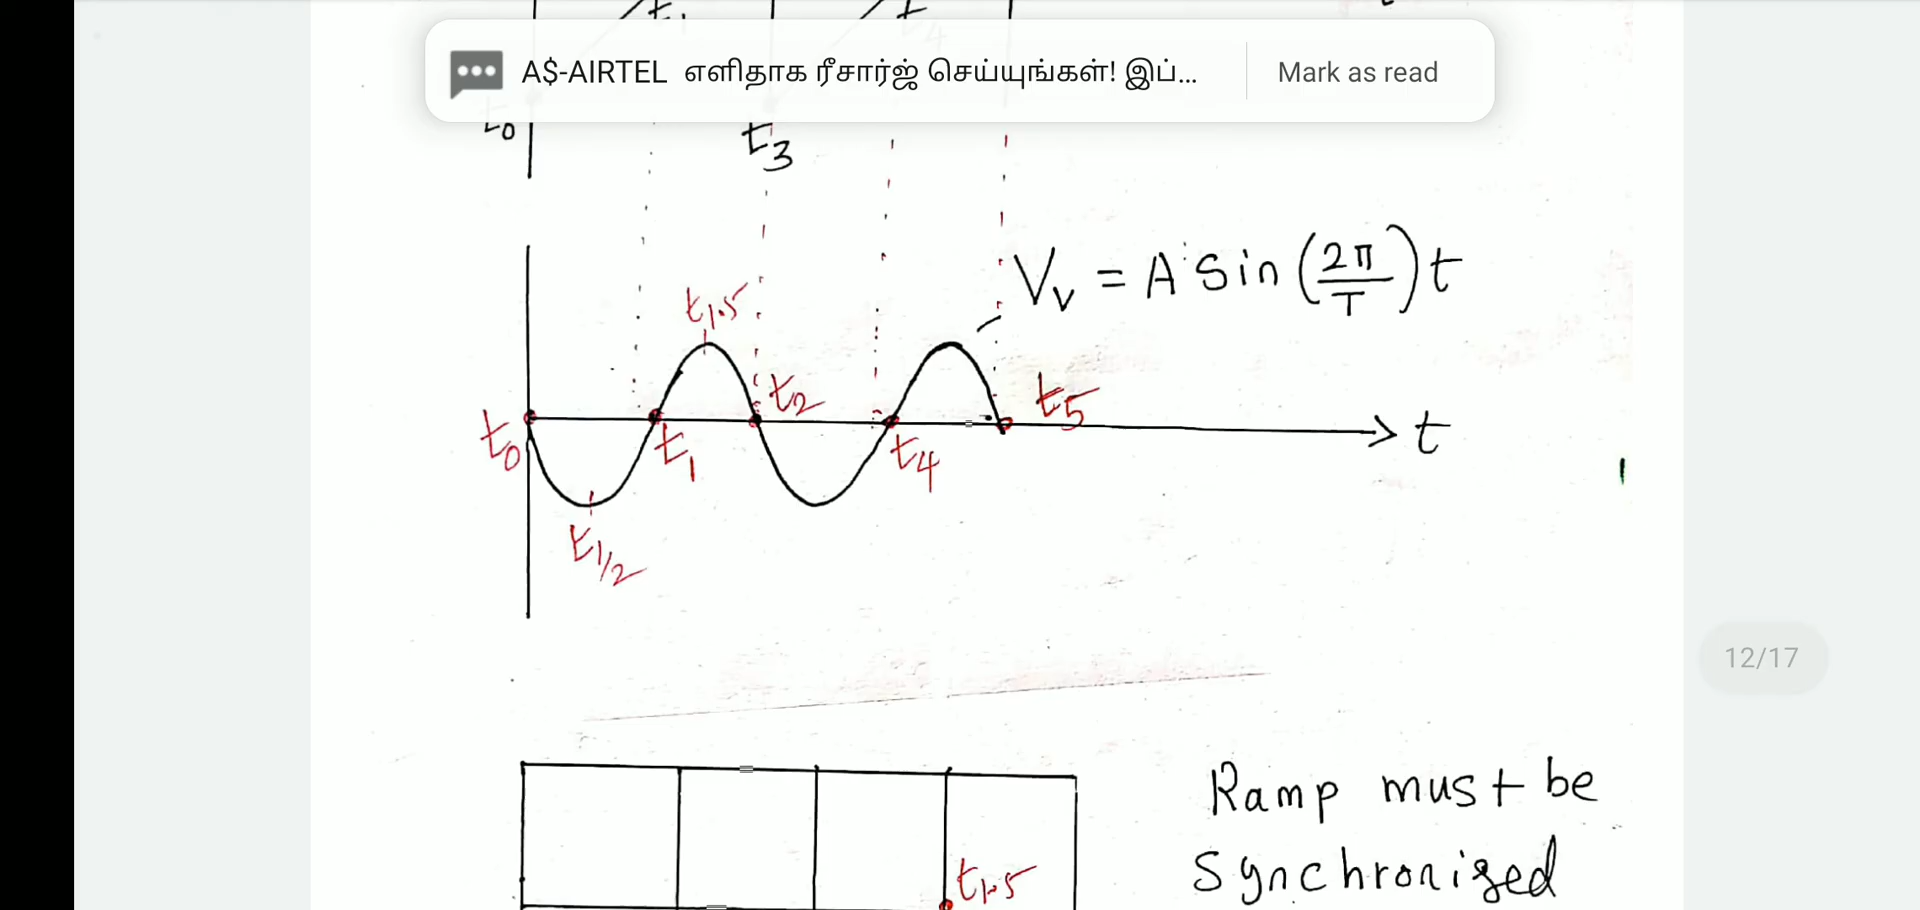 A$-AIRTEL எளிதாக ரீசார்ஜ் செய்யுங்கள்! இப்... Mark as read
t0
t3
Vv = A Sin (2π/T) t
t1.5
t2
t5
t0
t1
t4
t
t1/2
12/17
Ramp must be
Synchronized
t1.5